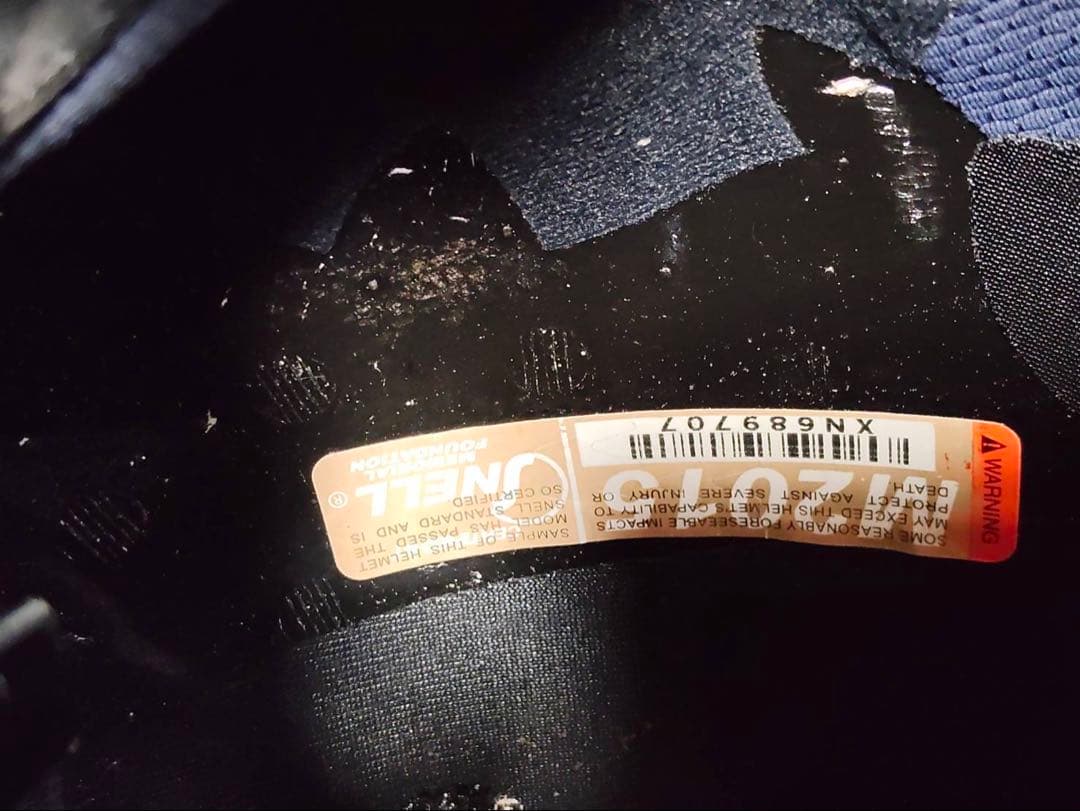 WARNING
SOME REASONABLY FORESEEABLE IMPACTS
MAY EXCEED THIS HELMET'S CAPABILITY TO
PROTECT AGAINST SEVERE INJURY OR
DEATH
M2015
XN689707
SAMPLE OF THIS HELMET
MODEL HAS PASSED THE
SNELL STANDARD AND IS
SO CERTIFIED
SNELL®
MEMORIAL
FOUNDATION